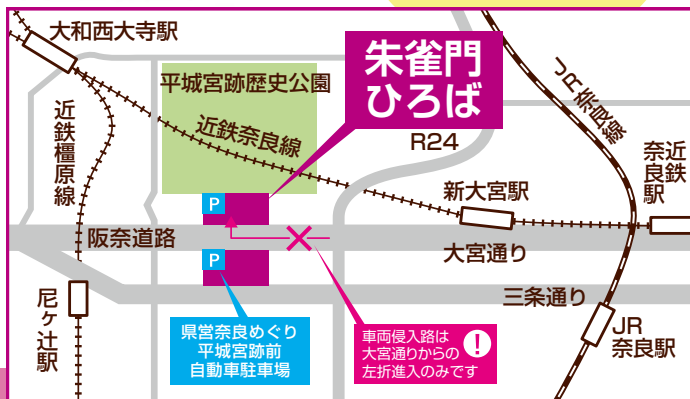 大和西大寺駅
平城宮跡歴史公園
朱雀門
ひろば
JR奈良線
近鉄奈良線
R24
近鉄橿原線
近鉄
奈良駅
新大宮駅
P
阪奈道路
大宮通り
P
三条通り
尼ヶ辻駅
県営奈良めぐり
平城宮跡前
自動車駐車場
車両侵入路は
大宮通りからの
左折進入のみです
!
JR
奈良駅